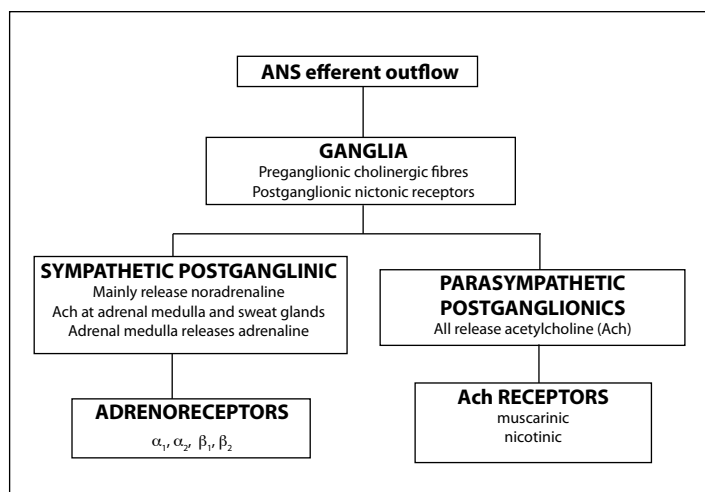 ANS efferent outflow
GANGLIA
Preganglionic cholinergic fibres
Postganglionic nictonic receptors
SYMPATHETIC POSTGANGLINIC
Mainly release noradrenaline
Ach at adrenal medulla and sweat glands
Adrenal medulla releases adrenaline
PARASYMPATHETIC
POSTGANGLIONICS
All release acetylcholine (Ach)
ADRENORECEPTORS
α₁, α₂, β₁, β₂
Ach RECEPTORS
muscarinic
nicotinic